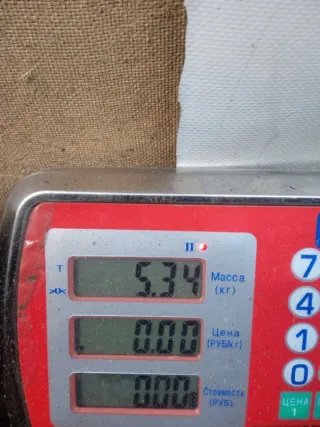 II
7
T
5.34
Масса
(кг)
4
0.00
Цена
(РУБ/кг)
1
0.00
Стоимость
(РУБ)
0
ЦЕНА
1